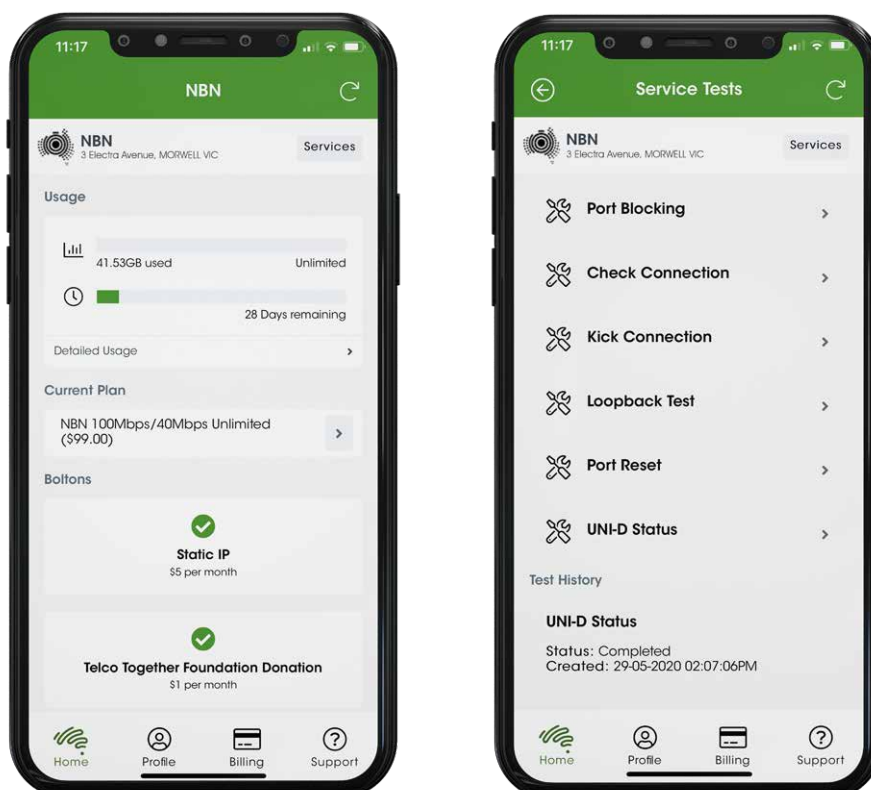 11:17
NBN
NBN
3 Electra Avenue, MORWELL VIC
Services
Usage
41.53GB used
Unlimited
28 Days remaining
Detailed Usage
Current Plan
NBN 100Mbps/40Mbps Unlimited
($99.00)
Boltons
Static IP
$5 per month
Telco Together Foundation Donation
$1 per month
Home
Profile
Billing
Support
11:17
Service Tests
NBN
3 Electra Avenue, MORWELL VIC
Services
Port Blocking
Check Connection
Kick Connection
Loopback Test
Port Reset
UNI-D Status
Test History
UNI-D Status
Status: Completed
Created: 29-05-2020 02:07:06PM
Home
Profile
Billing
Support